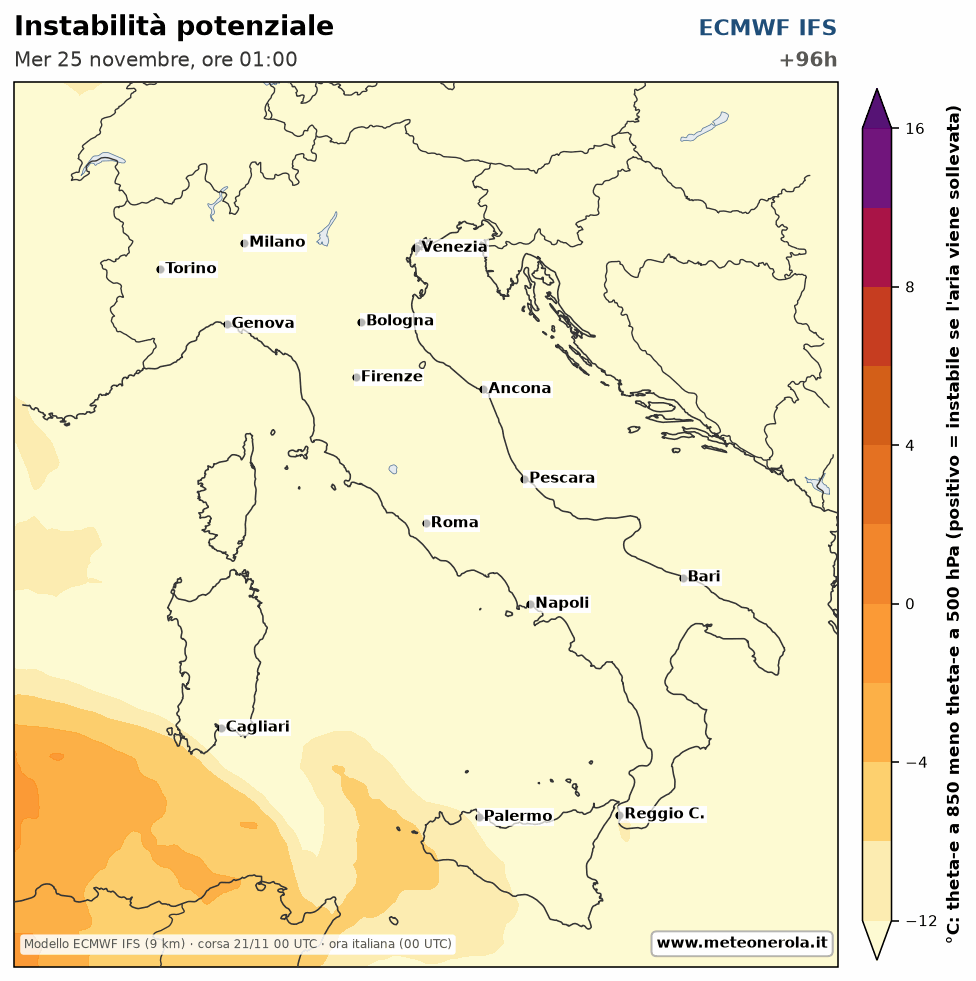 Instabilità potenziale
ECMWF IFS
Mer 25 novembre, ore 01:00
+96h
Milano
Venezia
Torino
Genova
Bologna
Firenze
Ancona
Pescara
Roma
Bari
Napoli
Cagliari
Palermo
Reggio C.
Modello ECMWF IFS (9 km) · corsa 21/11 00 UTC · ora italiana (00 UTC)
www.meteonerola.it
16
8
4
0
−4
−12
°C: theta-e a 850 meno theta-e a 500 hPa (positivo = instabile se l'aria viene sollevata)